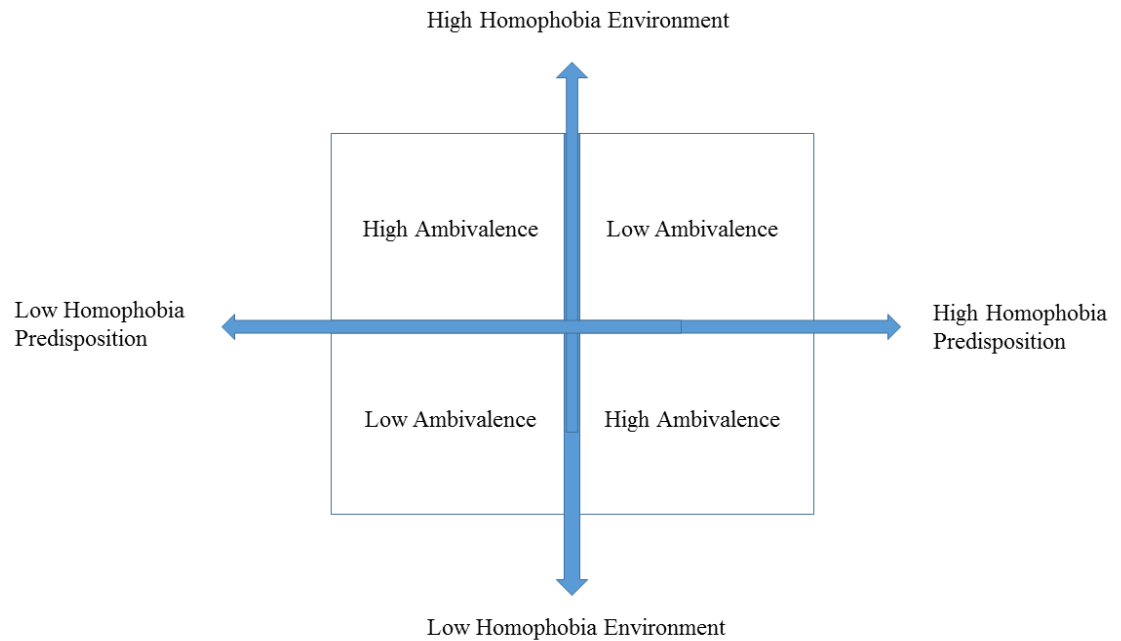 High Homophobia Environment
High Ambivalence
Low Ambivalence
Low Homophobia
Predisposition
High Homophobia
Predisposition
Low Ambivalence
High Ambivalence
Low Homophobia Environment